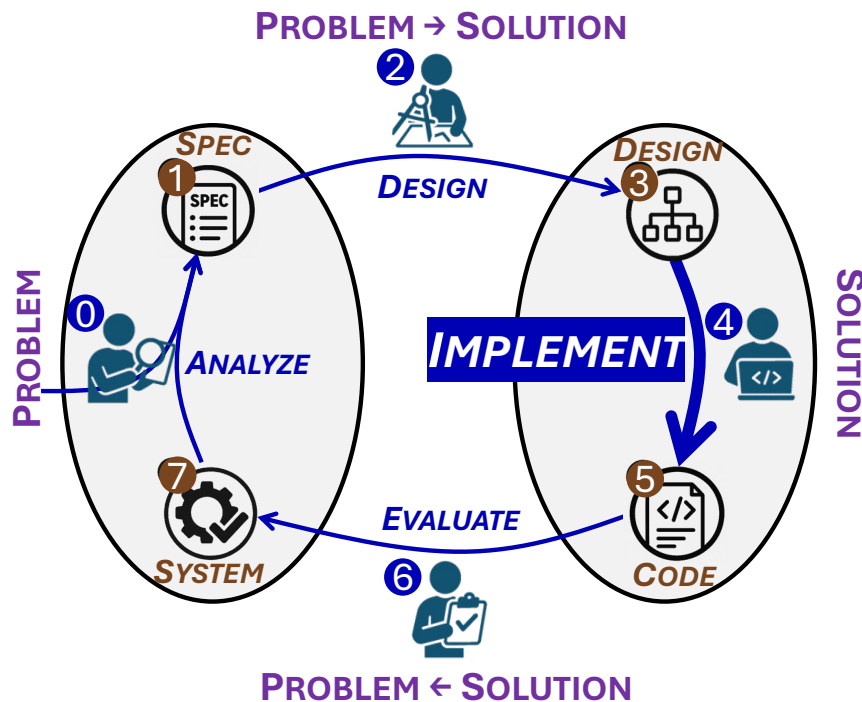 PROBLEM → SOLUTION
2
SPEC
1
SPEC
DESIGN
DESIGN
3
PROBLEM
0
ANALYZE
IMPLEMENT
4
</>
SOLUTION
7
SYSTEM
EVALUATE
5
</>
CODE
6
PROBLEM ← SOLUTION